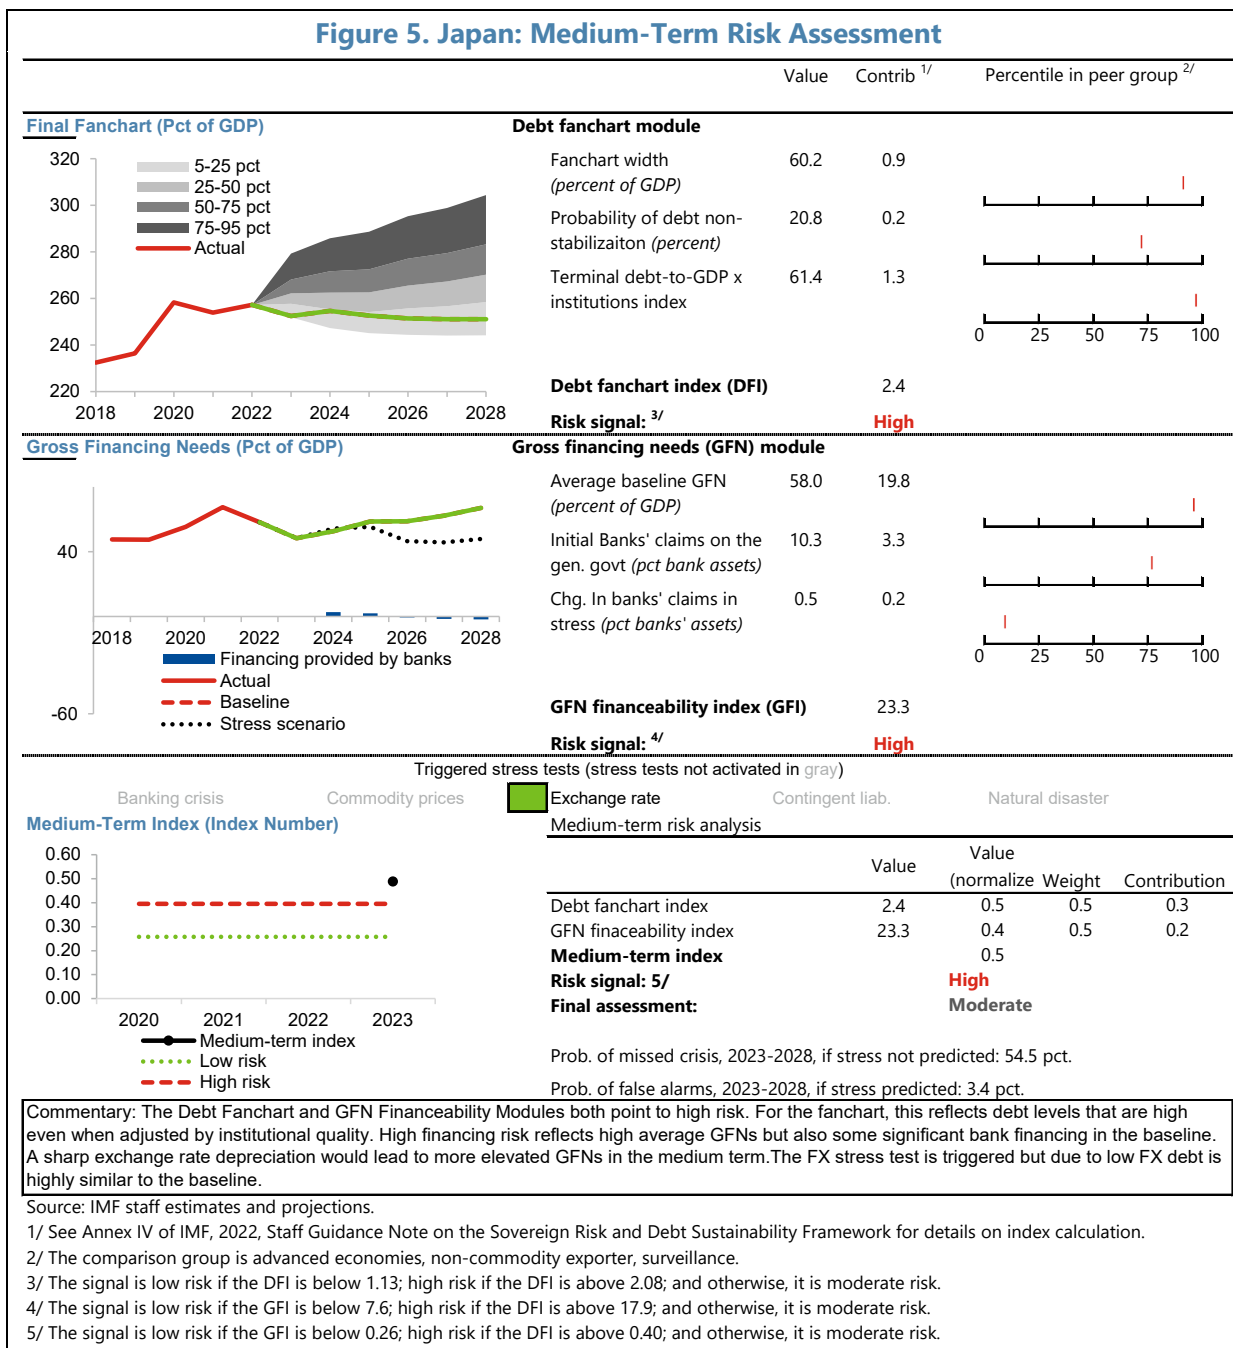 Figure 5. Japan: Medium-Term Risk Assessment
Value Contrib 1/ Percentile in peer group 2/
Final Fanchart (Pct of GDP)
320
300
280
260
240
220
2018 2020 2022 2024 2026 2028
5-25 pct
25-50 pct
50-75 pct
75-95 pct
Actual
Debt fanchart module
Fanchart width 60.2 0.9
(percent of GDP)
Probability of debt non- 20.8 0.2
stabilizaiton (percent)
Terminal debt-to-GDP x 61.4 1.3
institutions index
0 25 50 75 100
Debt fanchart index (DFI) 2.4
Risk signal: 3/ High
Gross Financing Needs (Pct of GDP)
40
-60
2018 2020 2022 2024 2026 2028
Financing provided by banks
Actual
Baseline
Stress scenario
Gross financing needs (GFN) module
Average baseline GFN 58.0 19.8
(percent of GDP)
Initial Banks' claims on the 10.3 3.3
gen. govt (pct bank assets)
Chg. In banks' claims in 0.5 0.2
stress (pct banks' assets)
0 25 50 75 100
GFN financeability index (GFI) 23.3
Risk signal: 4/ High
Triggered stress tests (stress tests not activated in gray)
Banking crisis Commodity prices Exchange rate Contingent liab. Natural disaster
Medium-Term Index (Index Number)
0.60
0.50
0.40
0.30
0.20
0.10
0.00
2020 2021 2022 2023
Medium-term index
Low risk
High risk
Medium-term risk analysis
Value Value (normalize Weight Contribution
Debt fanchart index 2.4 0.5 0.5 0.3
GFN finaceability index 23.3 0.4 0.5 0.2
Medium-term index 0.5
Risk signal: 5/ High
Final assessment: Moderate
Prob. of missed crisis, 2023-2028, if stress not predicted: 54.5 pct.
Prob. of false alarms, 2023-2028, if stress predicted: 3.4 pct.
Commentary: The Debt Fanchart and GFN Financeability Modules both point to high risk. For the fanchart, this reflects debt levels that are high
even when adjusted by institutional quality. High financing risk reflects high average GFNs but also some significant bank financing in the baseline.
A sharp exchange rate depreciation would lead to more elevated GFNs in the medium term.The FX stress test is triggered but due to low FX debt is
highly similar to the baseline.
Source: IMF staff estimates and projections.
1/ See Annex IV of IMF, 2022, Staff Guidance Note on the Sovereign Risk and Debt Sustainability Framework for details on index calculation.
2/ The comparison group is advanced economies, non-commodity exporter, surveillance.
3/ The signal is low risk if the DFI is below 1.13; high risk if the DFI is above 2.08; and otherwise, it is moderate risk.
4/ The signal is low risk if the GFI is below 7.6; high risk if the DFI is above 17.9; and otherwise, it is moderate risk.
5/ The signal is low risk if the GFI is below 0.26; high risk if the DFI is above 0.40; and otherwise, it is moderate risk.